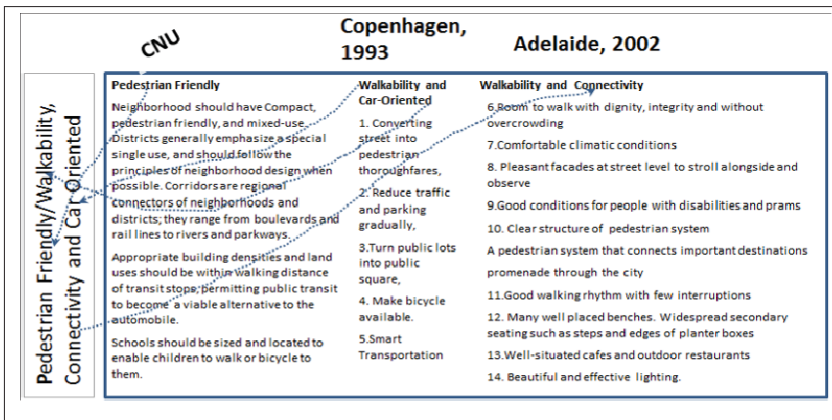 CNU
Copenhagen,
1993
Adelaide, 2002
Pedestrian Friendly/Walkability,
Connectivity and Car Oriented
Pedestrian Friendly
Neighborhood should have Compact,
pedestrian friendly, and mixed-use.
Districts generally emphasize a special
single use, and should follow the
principles of neighborhood design when
possible. Corridors are regional
connectors of neighborhoods and
districts; they range from boulevards and
rail lines to rivers and parkways.
Appropriate building densities and land
uses should be within walking distance
of transit stops, permitting public transit
to become a viable alternative to the
automobile.
Schools should be sized and located to
enable children to walk or bicycle to
them.
Walkability and
Car-Oriented
1. Converting
street into
pedestrian
thoroughfares,
2. Reduce traffic
and parking
gradually,
3.Turn public lots
into public
square,
4. Make bicycle
available.
5.Smart
Transportation
Walkability and Connectivity
6.Room to walk with dignity, integrity and without
overcrowding
7.Comfortable climatic conditions
8. Pleasant facades at street level to stroll alongside and
observe
9.Good conditions for people with disabilities and prams
10. Clear structure of pedestrian system
A pedestrian system that connects important destinations
promenade through the city
11.Good walking rhythm with few interruptions
12. Many well placed benches. Widespread secondary
seating such as steps and edges of planter boxes
13.Well-situated cafes and outdoor restaurants
14. Beautiful and effective lighting.